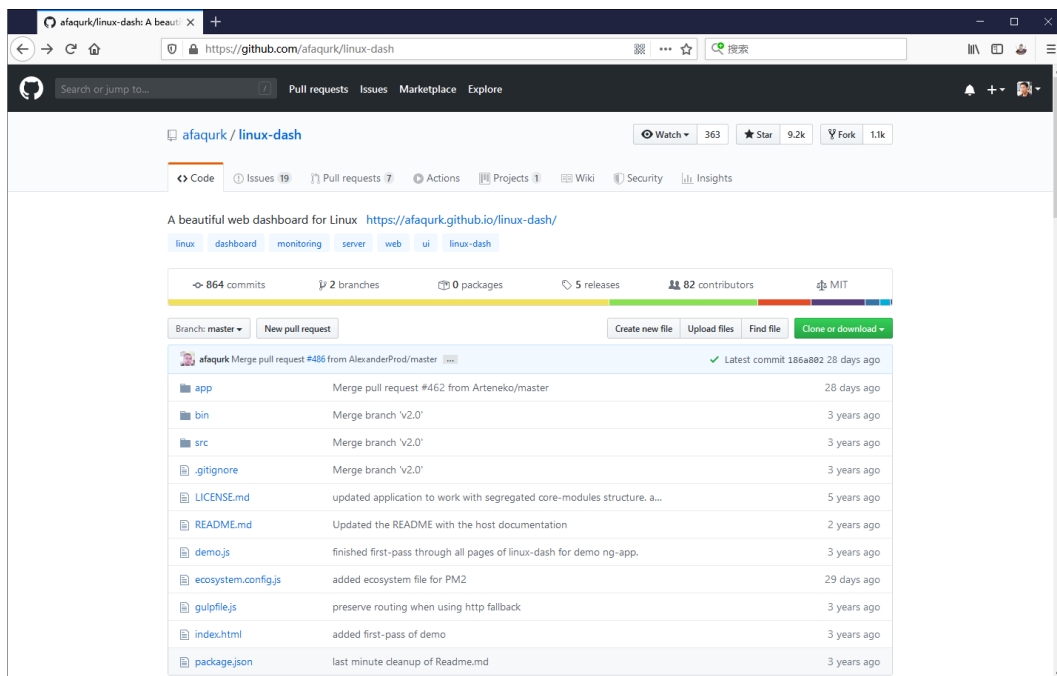 afaqurk/linux-dash: A beauti
https://github.com/afaqurk/linux-dash
搜索
Search or jump to... /
Pull requests Issues Marketplace Explore
afaqurk / linux-dash
Watch 363 Star 9.2k Fork 1.1k
Code Issues 19 Pull requests 7 Actions Projects 1 Wiki Security Insights
A beautiful web dashboard for Linux https://afaqurk.github.io/linux-dash/
linux dashboard monitoring server web ui linux-dash
864 commits 2 branches 0 packages 5 releases 82 contributors MIT
Branch: master New pull request Create new file Upload files Find file Clone or download
afaqurk Merge pull request #486 from AlexanderProd/master ... Latest commit 186a802 28 days ago
app Merge pull request #462 from Arteneko/master 28 days ago
bin Merge branch 'v2.0' 3 years ago
src Merge branch 'v2.0' 3 years ago
.gitignore Merge branch 'v2.0' 3 years ago
LICENSE.md updated application to work with segregated core-modules structure. a... 5 years ago
README.md Updated the README with the host documentation 2 years ago
demo.js finished first-pass through all pages of linux-dash for demo ng-app. 3 years ago
ecosystem.config.js added ecosystem file for PM2 29 days ago
gulpfile.js preserve routing when using http fallback 3 years ago
index.html added first-pass of demo 3 years ago
package.json last minute cleanup of Readme.md 3 years ago